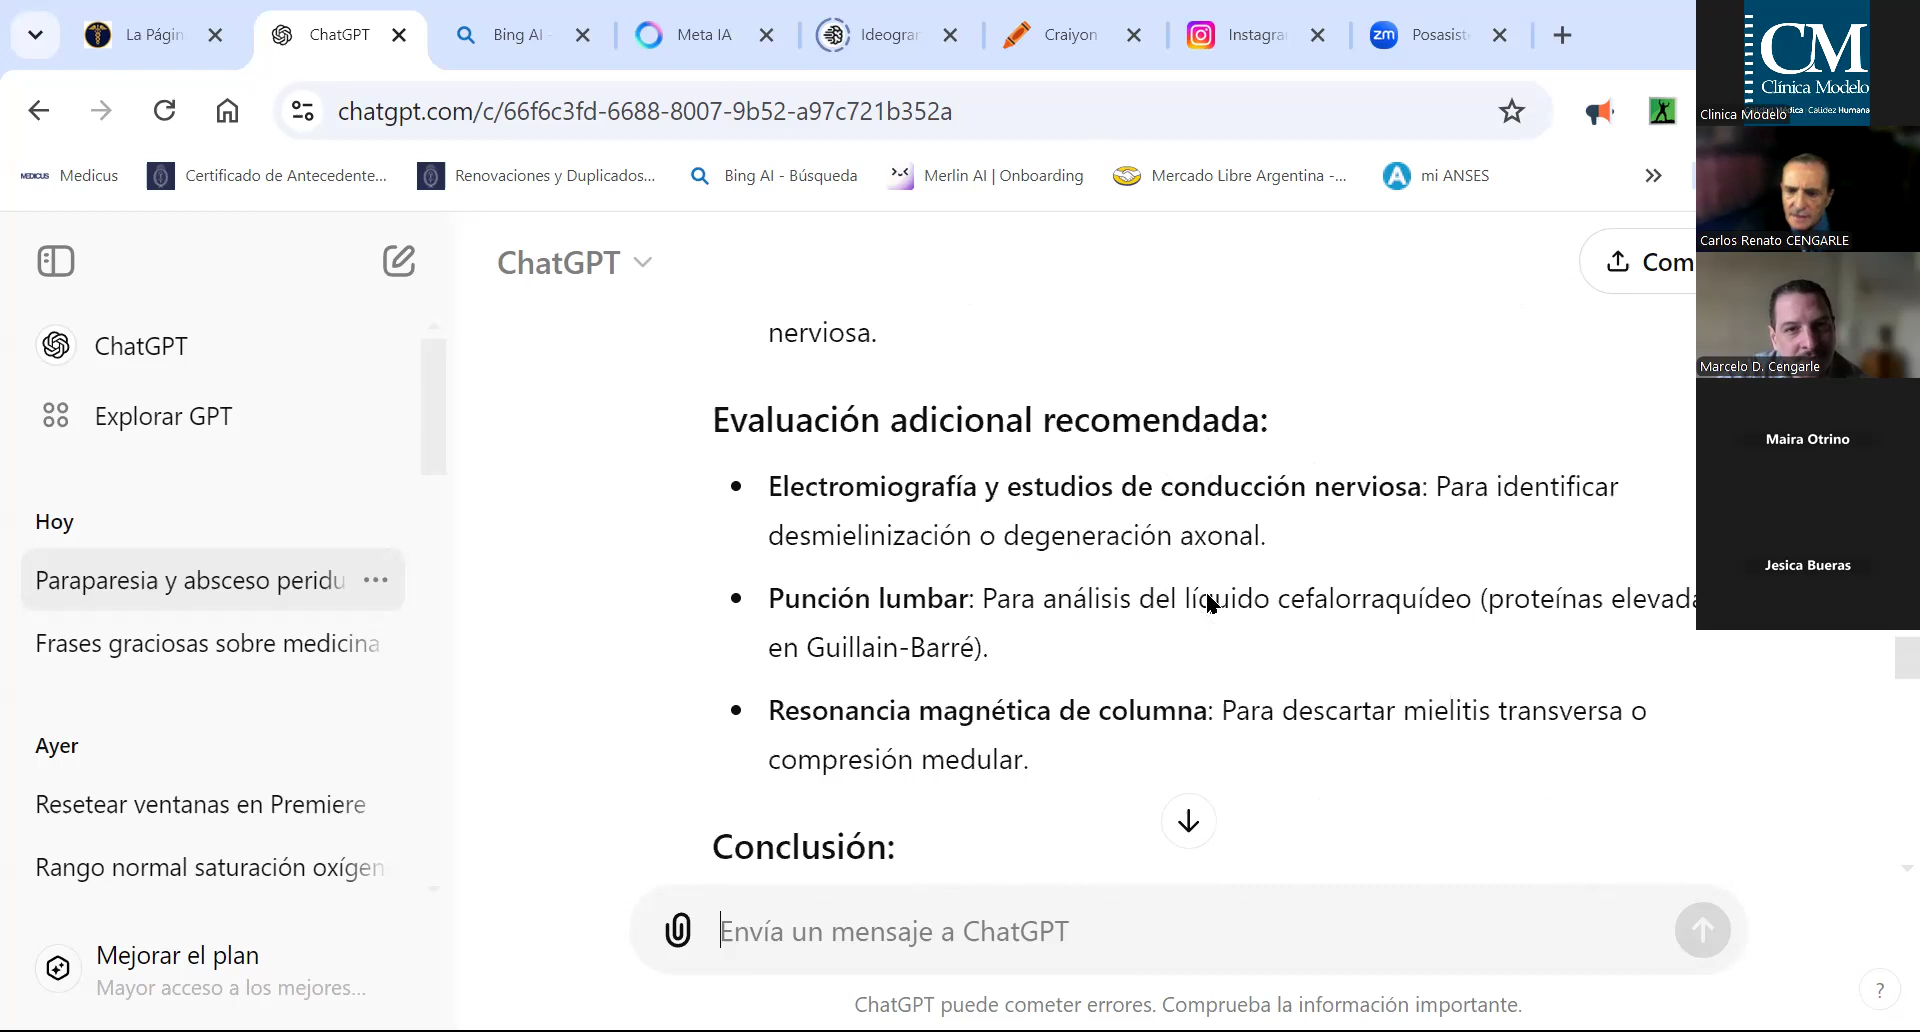 La Págin
ChatGPT
Bing AI -
Meta IA
Ideogra
Craiyon
Instagra
Posasist
zm
chatgpt.com/c/66f6c3fd-6688-8007-9b52-a97c721b352a
MEDICUS Medicus
Certificado de Antecedente...
Renovaciones y Duplicados...
Bing AI - Búsqueda
Merlin AI | Onboarding
Mercado Libre Argentina -...
mi ANSES
ChatGPT
Explorar GPT
Hoy
Paraparesia y absceso peridu
Frases graciosas sobre medicina
Ayer
Resetear ventanas en Premiere
Rango normal saturación oxígen
Mejorar el plan
Mayor acceso a los mejores...
ChatGPT
Com
nerviosa.
Evaluación adicional recomendada:
Electromiografía y estudios de conducción nerviosa: Para identificar
desmielinización o degeneración axonal.
Punción lumbar: Para análisis del líquido cefalorraquídeo (proteínas elevada
en Guillain-Barré).
Resonancia magnética de columna: Para descartar mielitis transversa o
compresión medular.
Conclusión:
Envía un mensaje a ChatGPT
ChatGPT puede cometer errores. Comprueba la información importante.
?
CM
Clínica Modelo
Calidez Humana
Clinica Modelo
Carlos Renato CENGARLE
Marcelo D. Cengarle
Maira Otrino
Jesica Bueras